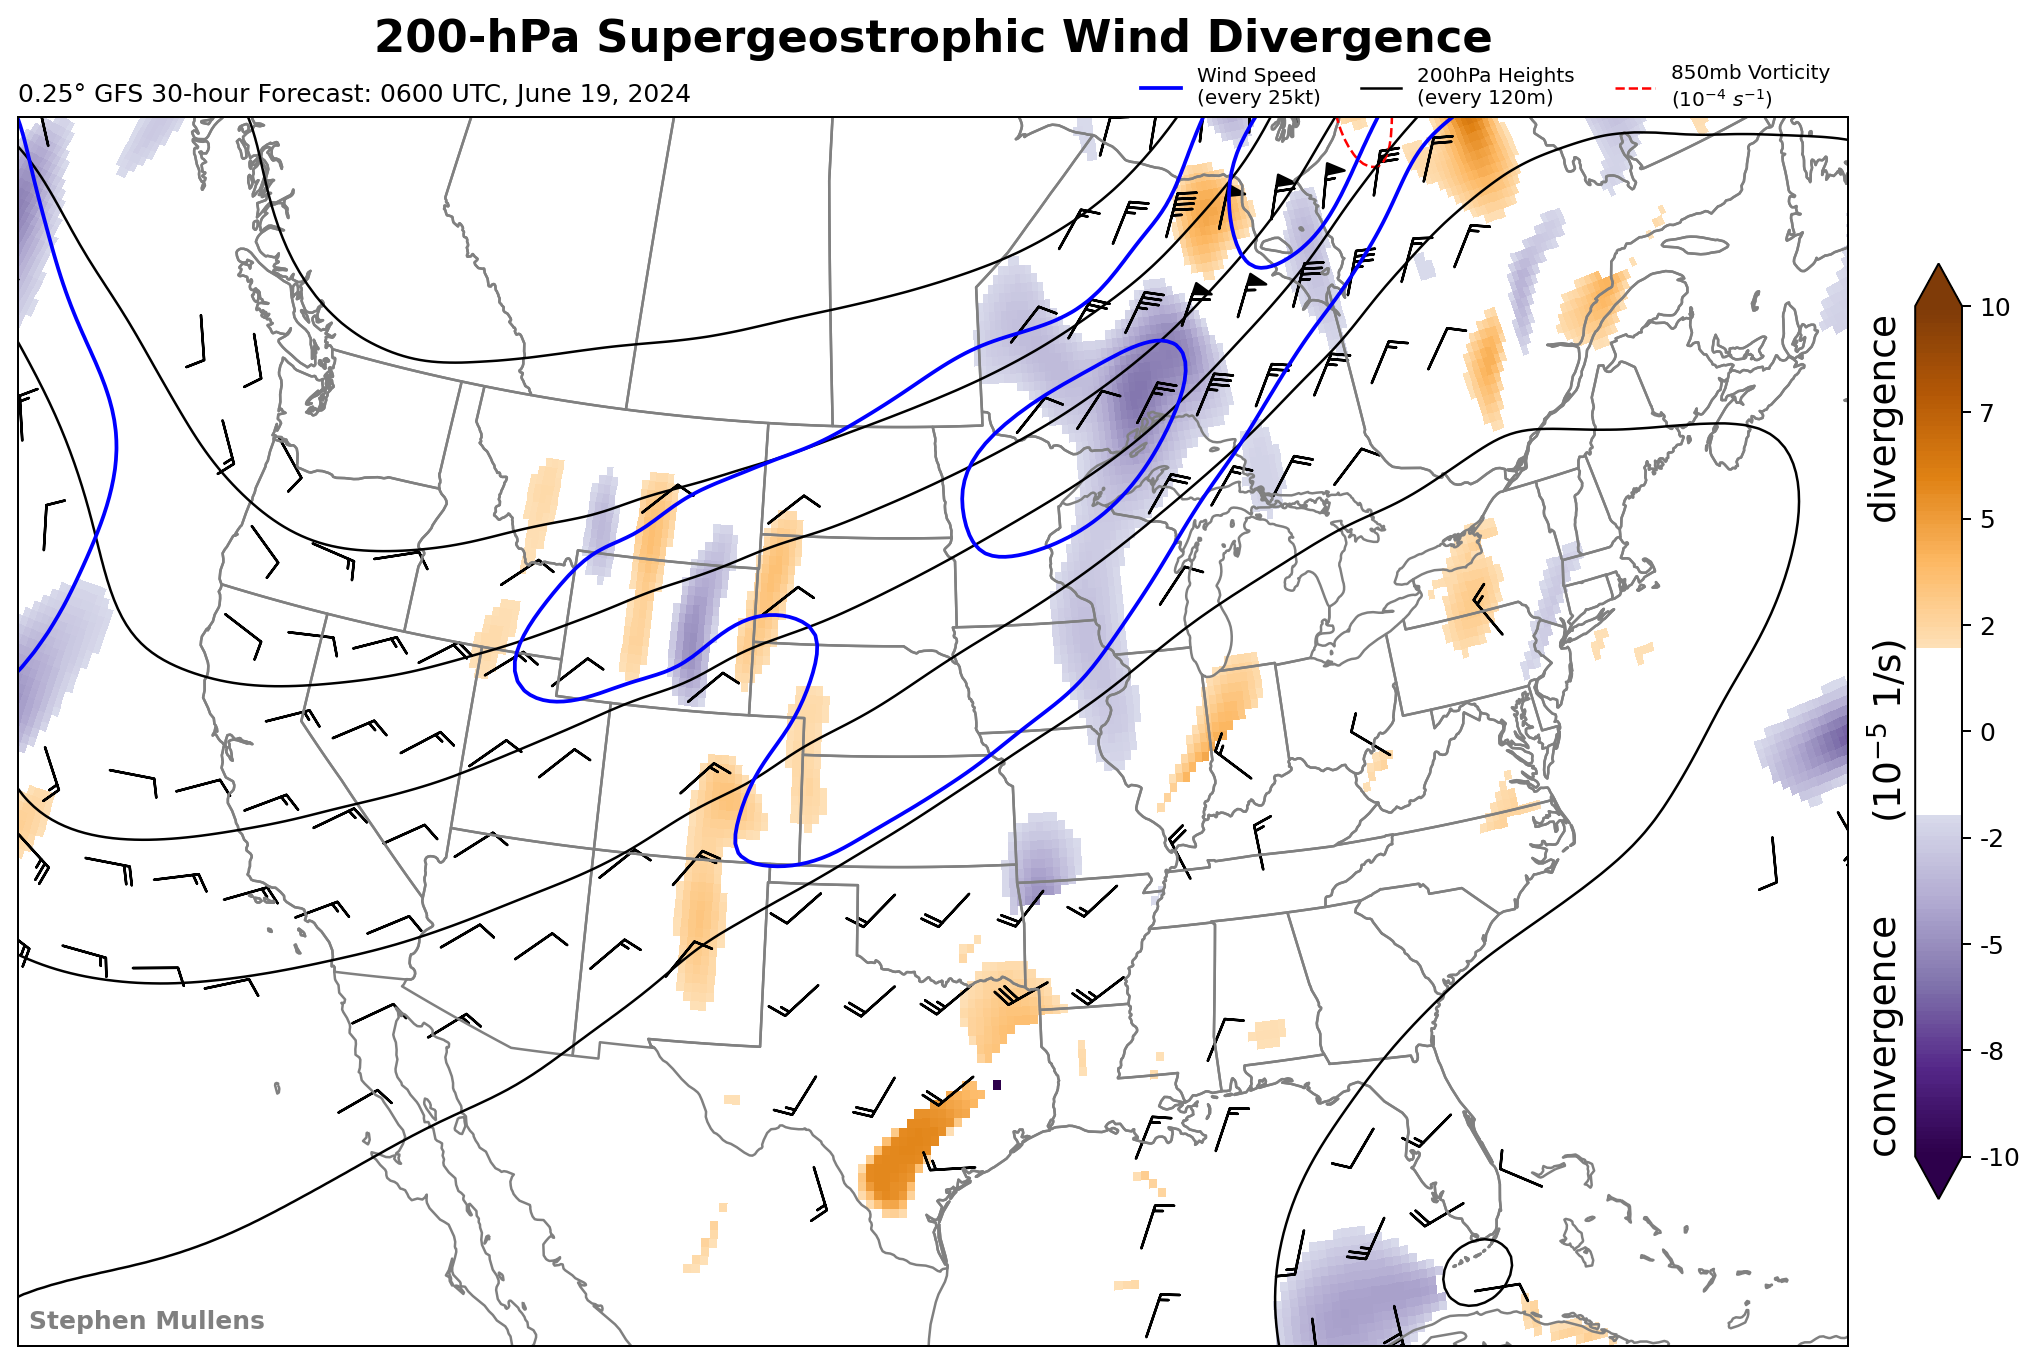 200-hPa Supergeostrophic Wind Divergence
0.25° GFS 30-hour Forecast: 0600 UTC, June 19, 2024
Wind Speed
(every 25kt)
200hPa Heights
(every 120m)
850mb Vorticity
(10⁻⁴ s⁻¹)
10
7
5
2
0
-2
-5
-8
-10
convergence (10⁻⁵ 1/s) divergence
Stephen Mullens